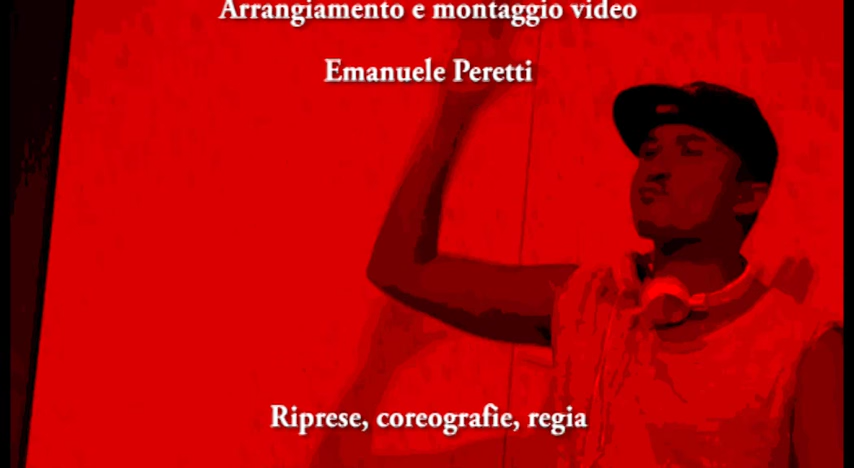 Arrangiamento e montaggio video
Emanuele Peretti
Riprese, coreografie, regia